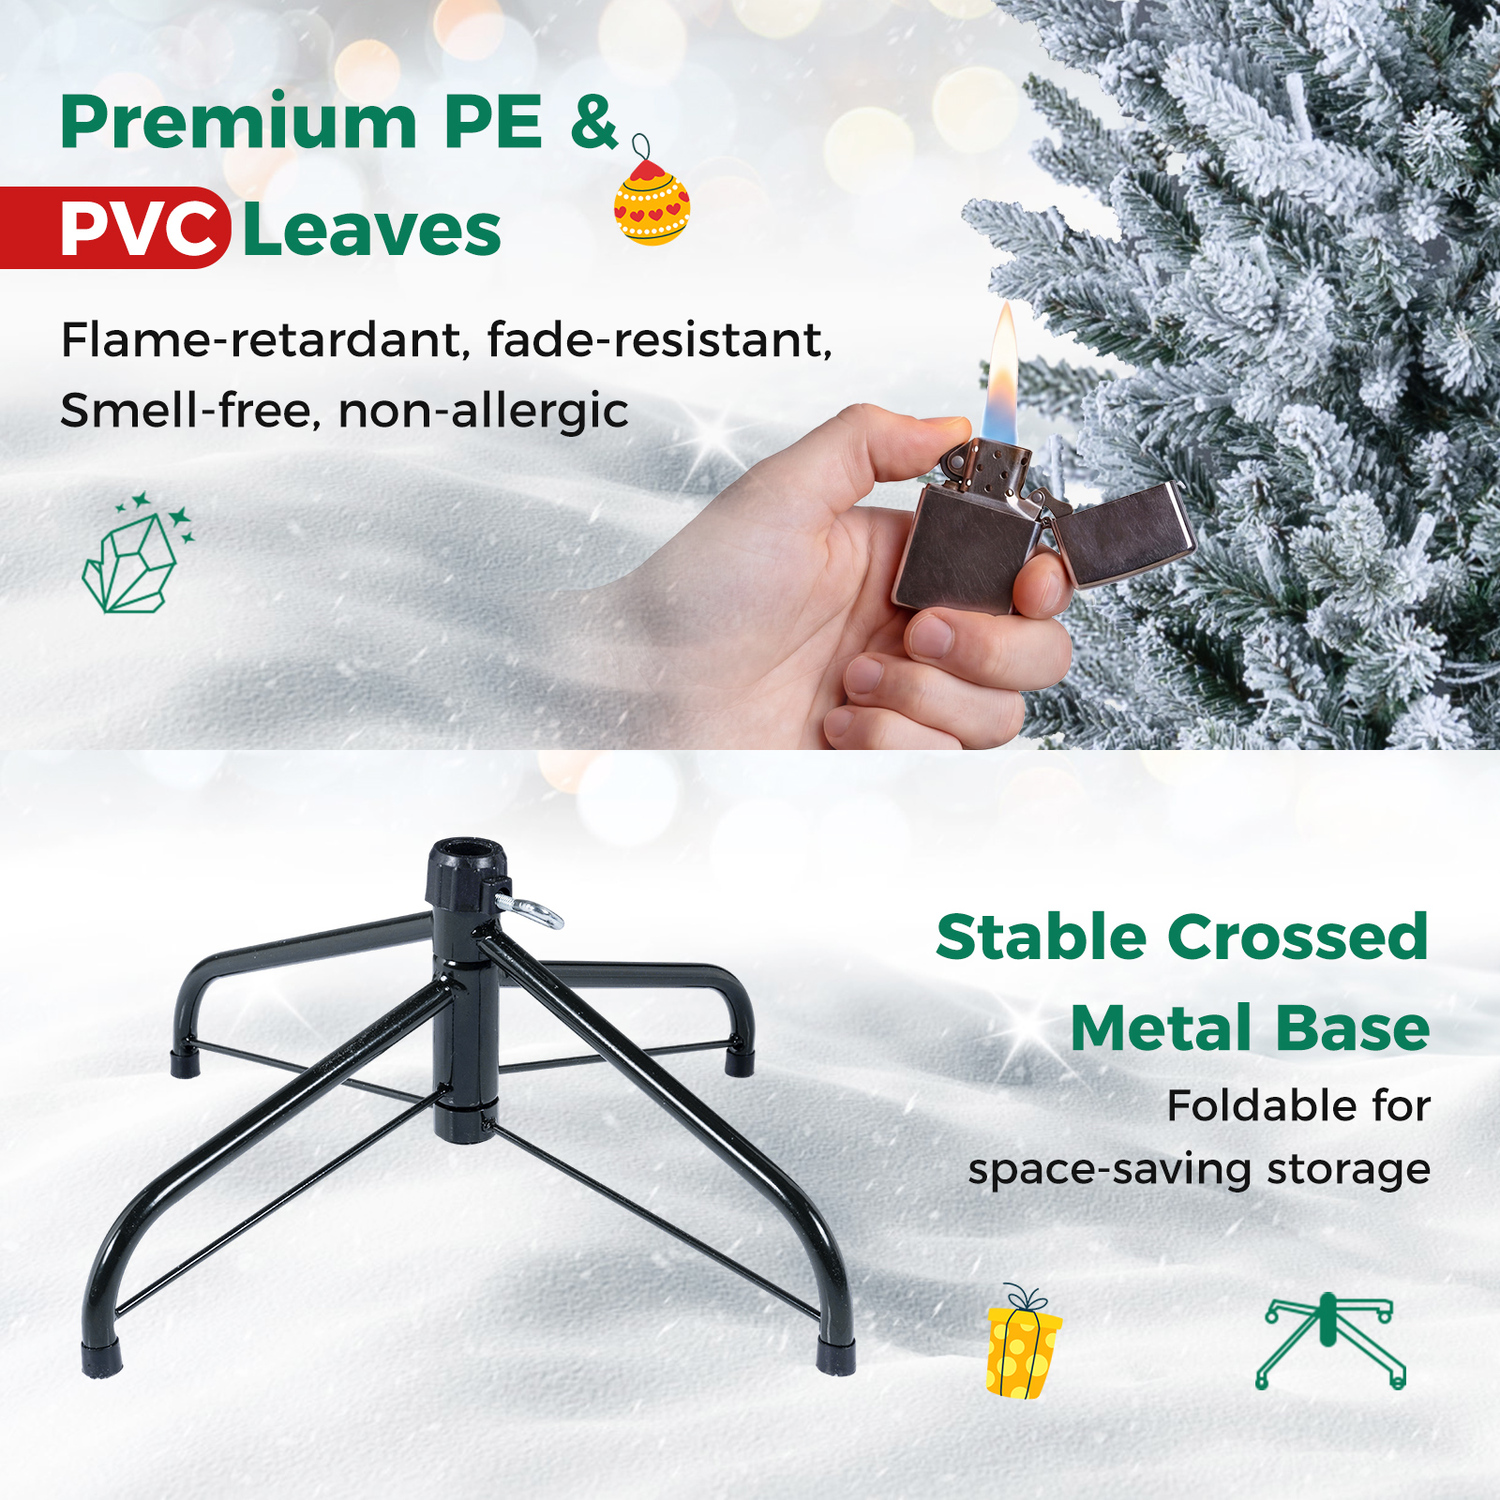 Premium PE &
PVC Leaves
Flame-retardant, fade-resistant,
Smell-free, non-allergic
Stable Crossed
Metal Base
Foldable for
space-saving storage